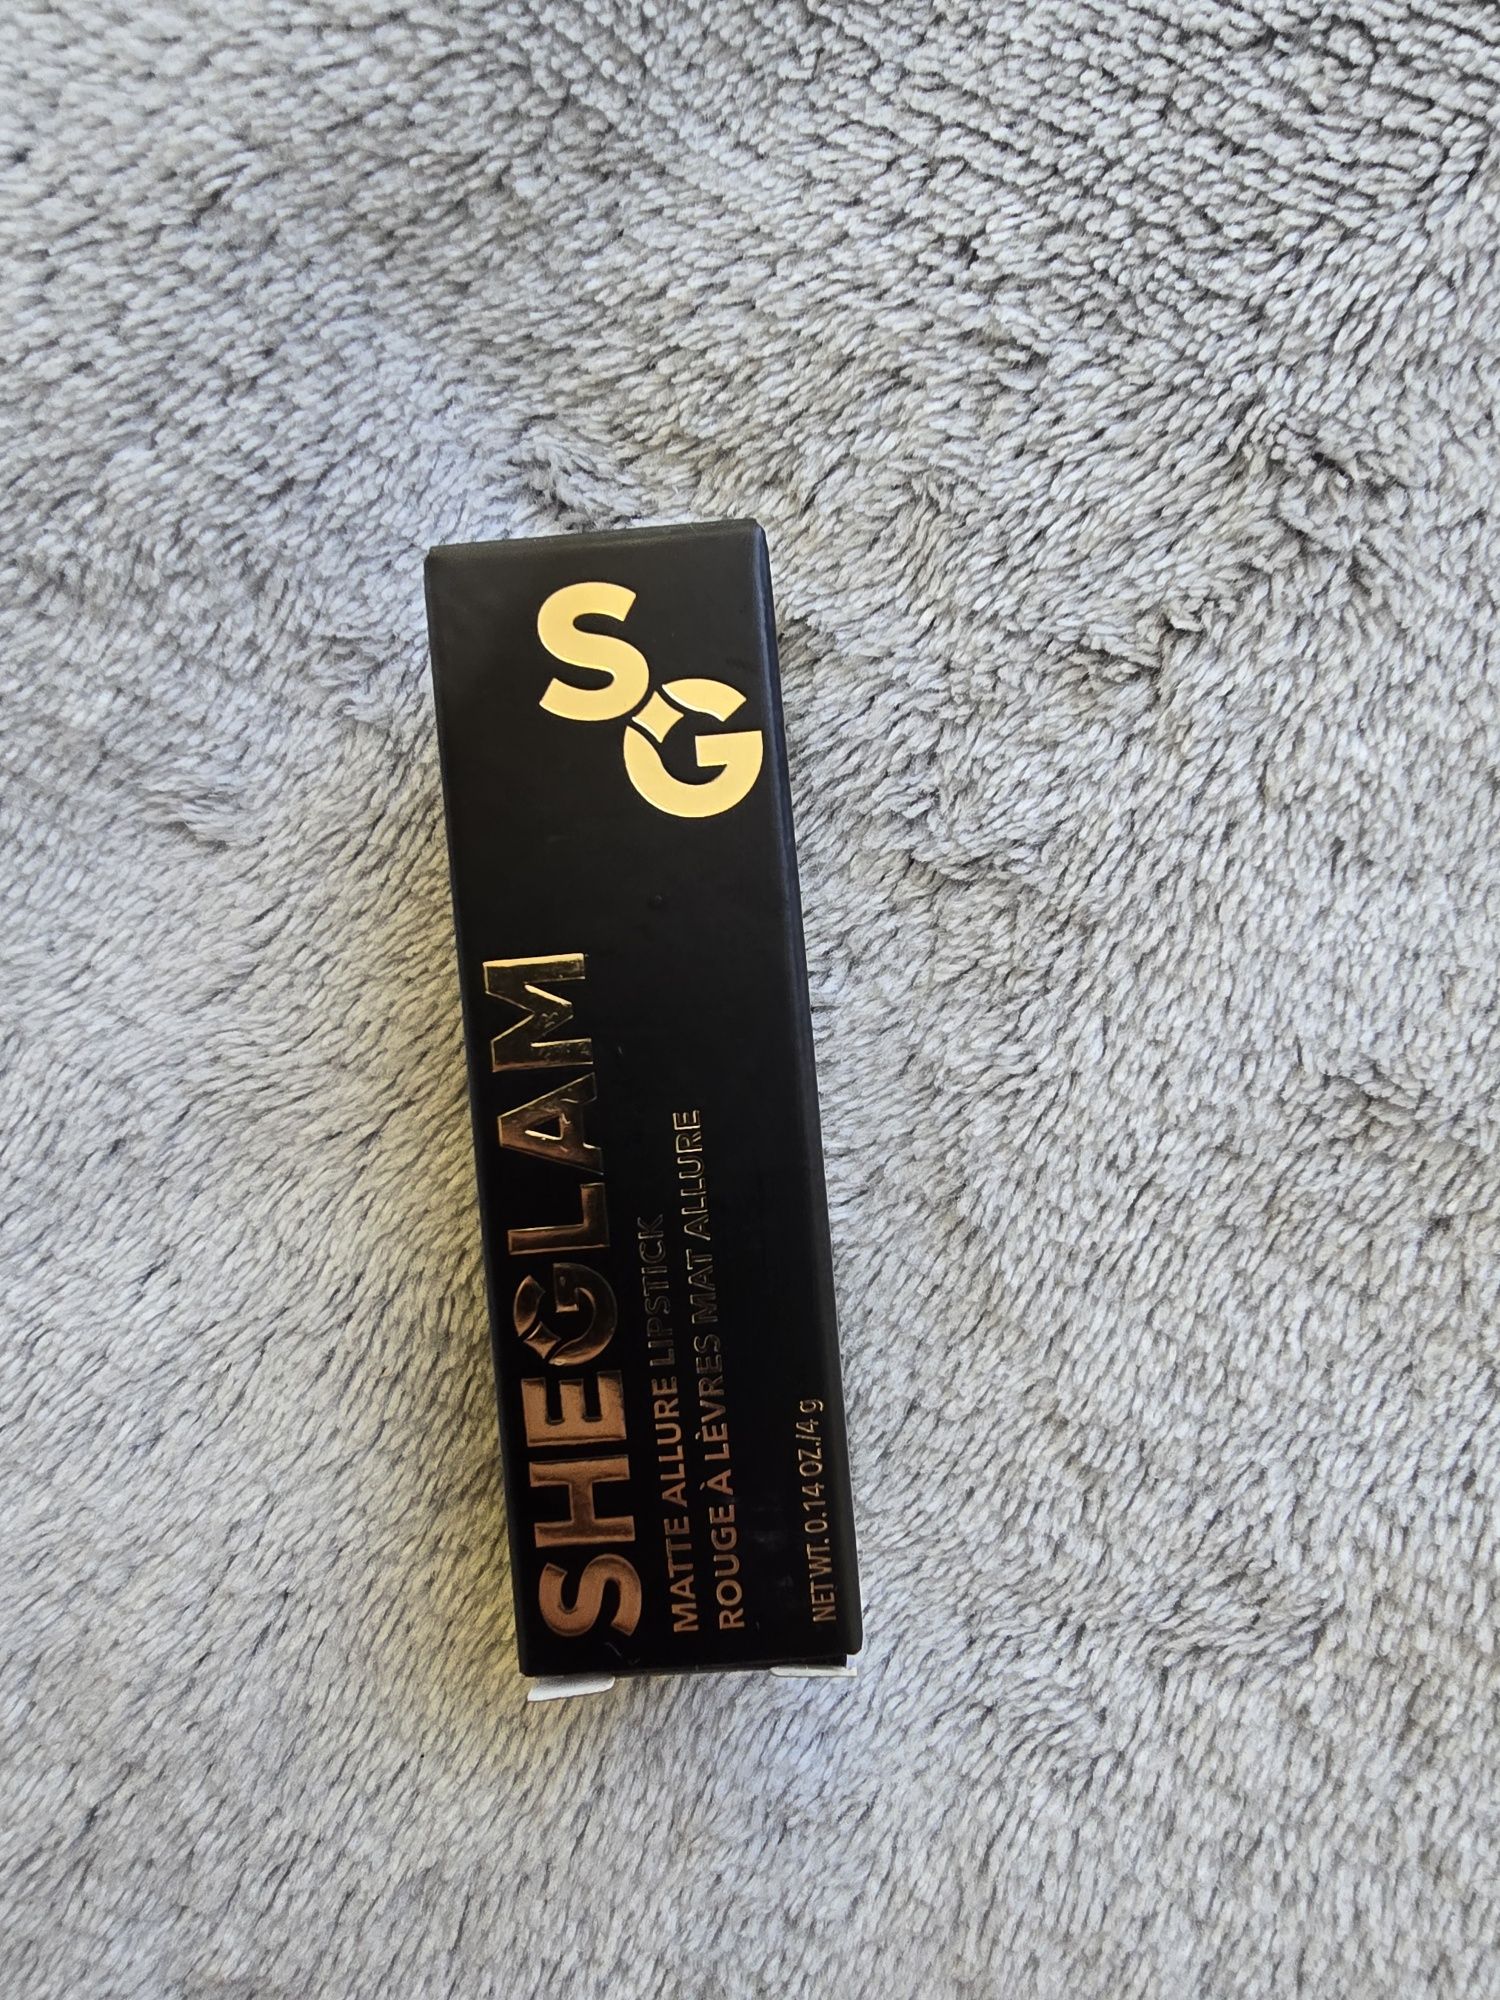 SG
SHEGLAM
MATTE ALLURE LIPSTICK
ROUGE À LÈVRES MAT ALLURE
NET WT. 0.14 OZ./4 g